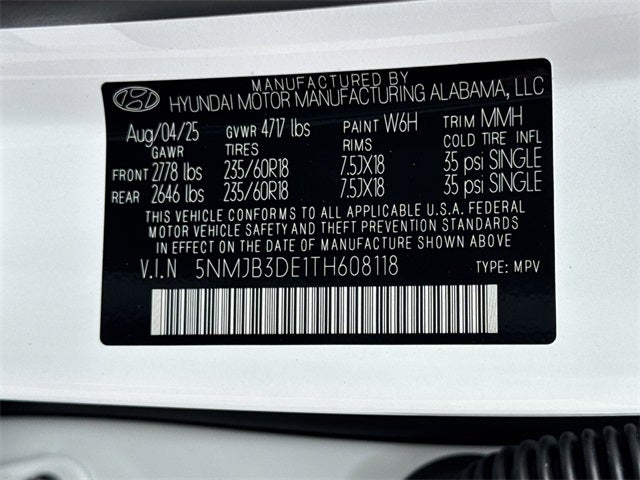 MANUFACTURED BY
HYUNDAI MOTOR MANUFACTURING ALABAMA, LLC
Aug/04/25 GVWR 4717 lbs PAINT W6H TRIM MMH
GAWR TIRES RIMS COLD TIRE INFL
FRONT 2778 lbs 235/60R18 7.5JX18 35 psi SINGLE
REAR 2646 lbs 235/60R18 7.5JX18 35 psi SINGLE
THIS VEHICLE CONFORMS TO ALL APPLICABLE U.S.A. FEDERAL
MOTOR VEHICLE SAFETY AND THEFT PREVENTION STANDARDS
IN EFFECT ON THE DATE OF MANUFACTURE SHOWN ABOVE.
V.I.N 5NMJB3DE1TH608118 TYPE: MPV